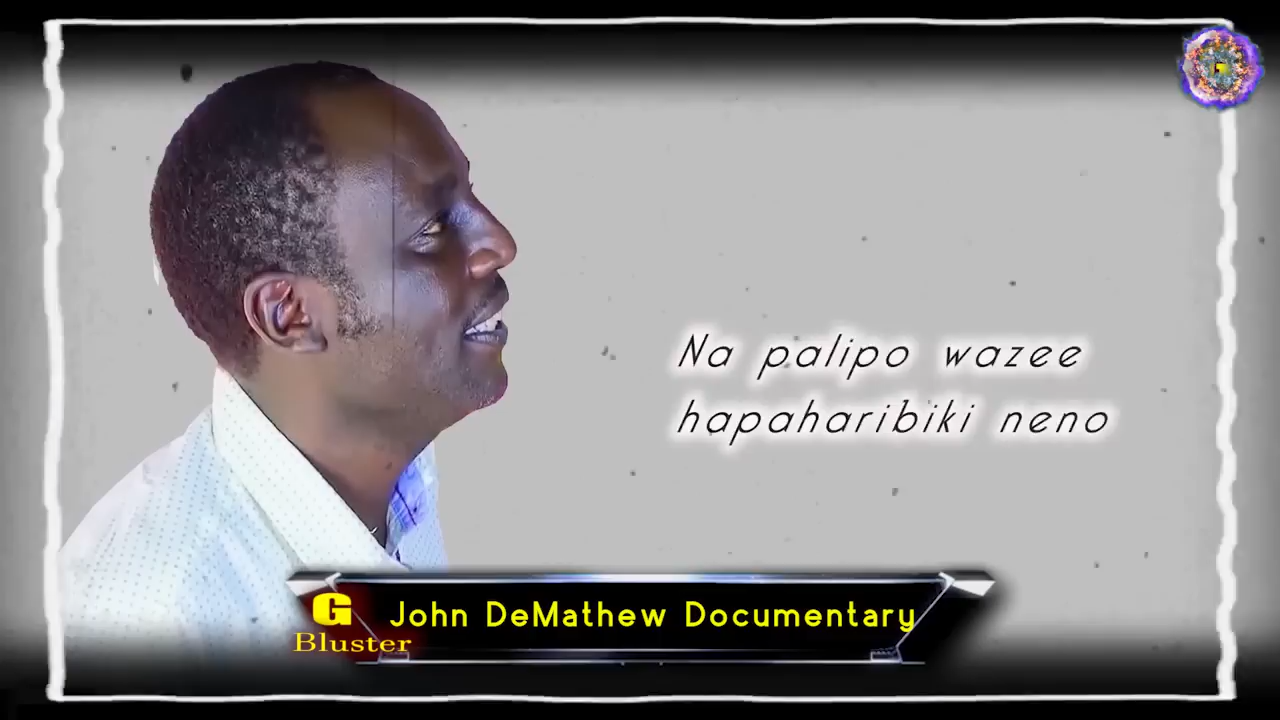 G
Na palipo wazee
hapaharibiki neno
G
Bluster
John DeMathew Documentary